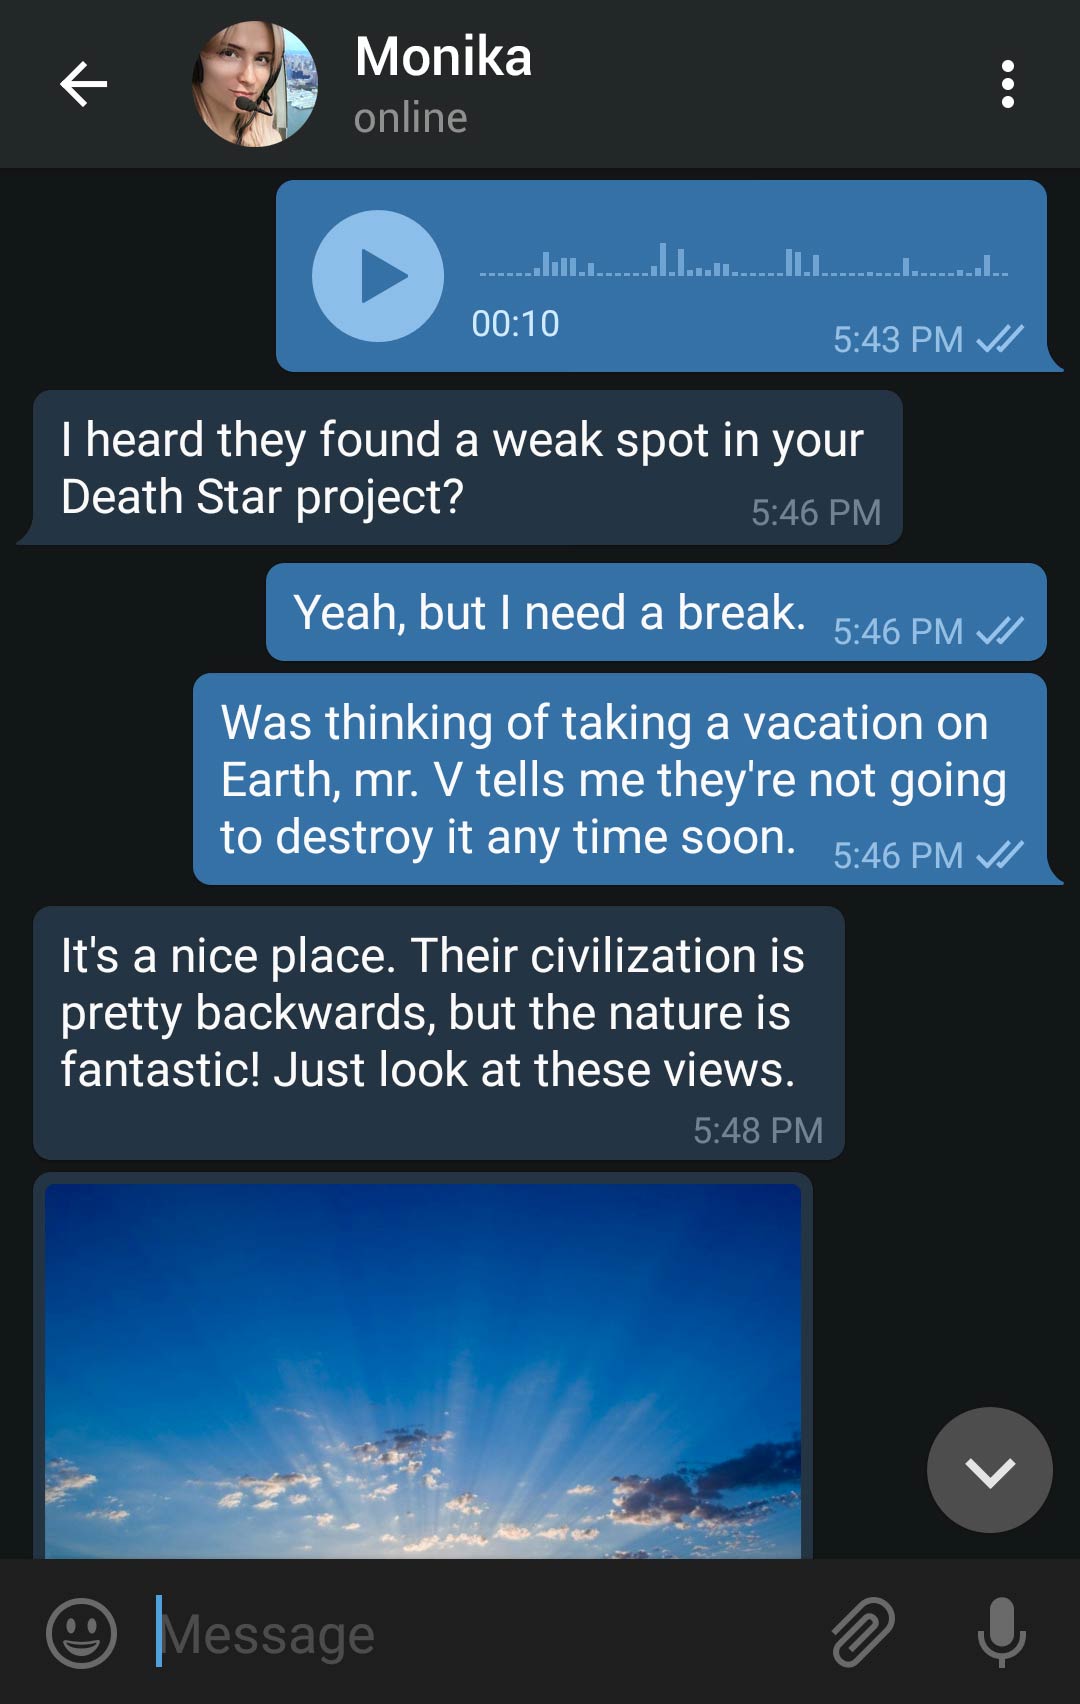 Monika
online
00:10
5:43 PM
I heard they found a weak spot in your
Death Star project?
5:46 PM
Yeah, but I need a break.
5:46 PM
Was thinking of taking a vacation on
Earth, mr. V tells me they're not going
to destroy it any time soon.
5:46 PM
It's a nice place. Their civilization is
pretty backwards, but the nature is
fantastic! Just look at these views.
5:48 PM
Message